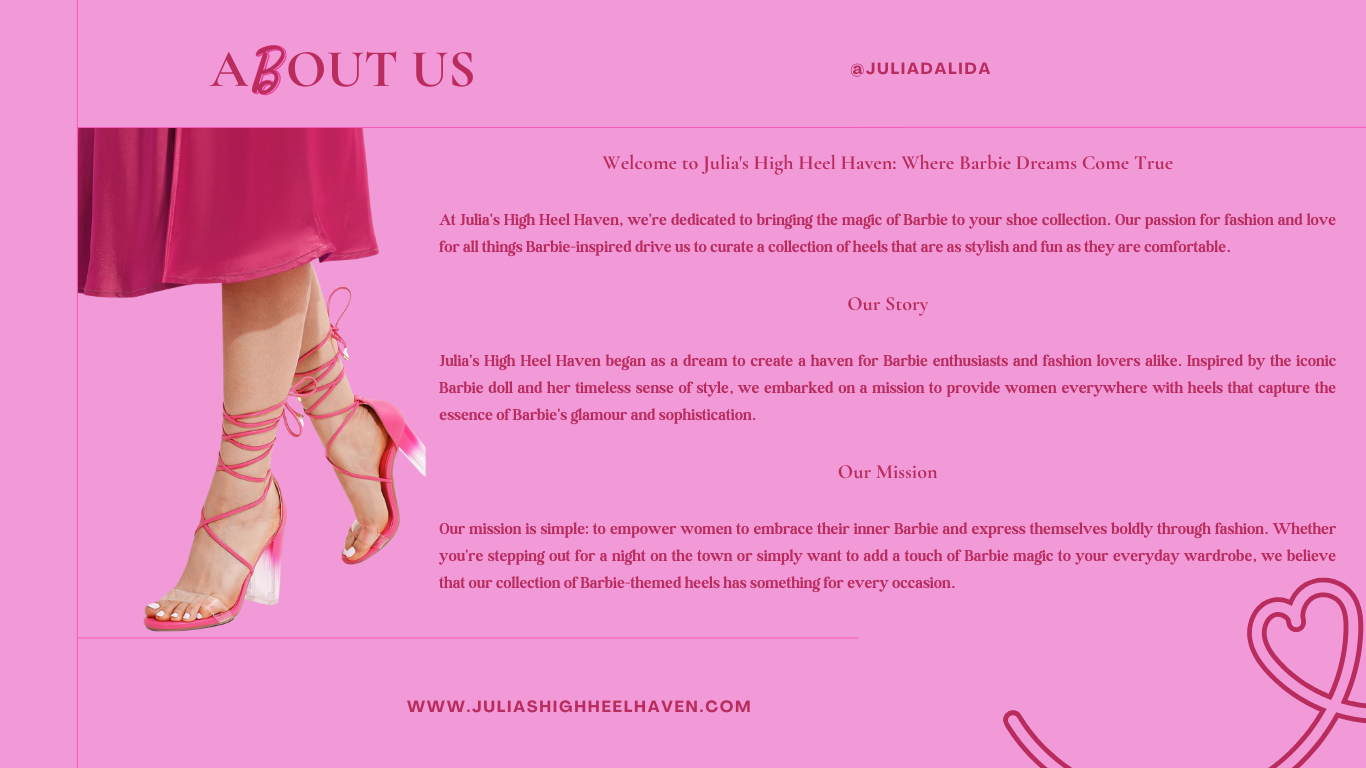 ABOUT US
@JULIADALIDA
Welcome to Julia's High Heel Haven: Where Barbie Dreams Come True
At Julia's High Heel Haven, we're dedicated to bringing the magic of Barbie to your shoe collection. Our passion for fashion and love
for all things Barbie-inspired drive us to curate a collection of heels that are as stylish and fun as they are comfortable.
Our Story
Julia's High Heel Haven began as a dream to create a haven for Barbie enthusiasts and fashion lovers alike. Inspired by the iconic
Barbie doll and her timeless sense of style, we embarked on a mission to provide women everywhere with heels that capture the
essence of Barbie's glamour and sophistication.
Our Mission
Our mission is simple: to empower women to embrace their inner Barbie and express themselves boldly through fashion. Whether
you're stepping out for a night on the town or simply want to add a touch of Barbie magic to your everyday wardrobe, we believe
that our collection of Barbie-themed heels has something for every occasion.
WWW.JULIASHIGHHEELHAVEN.COM